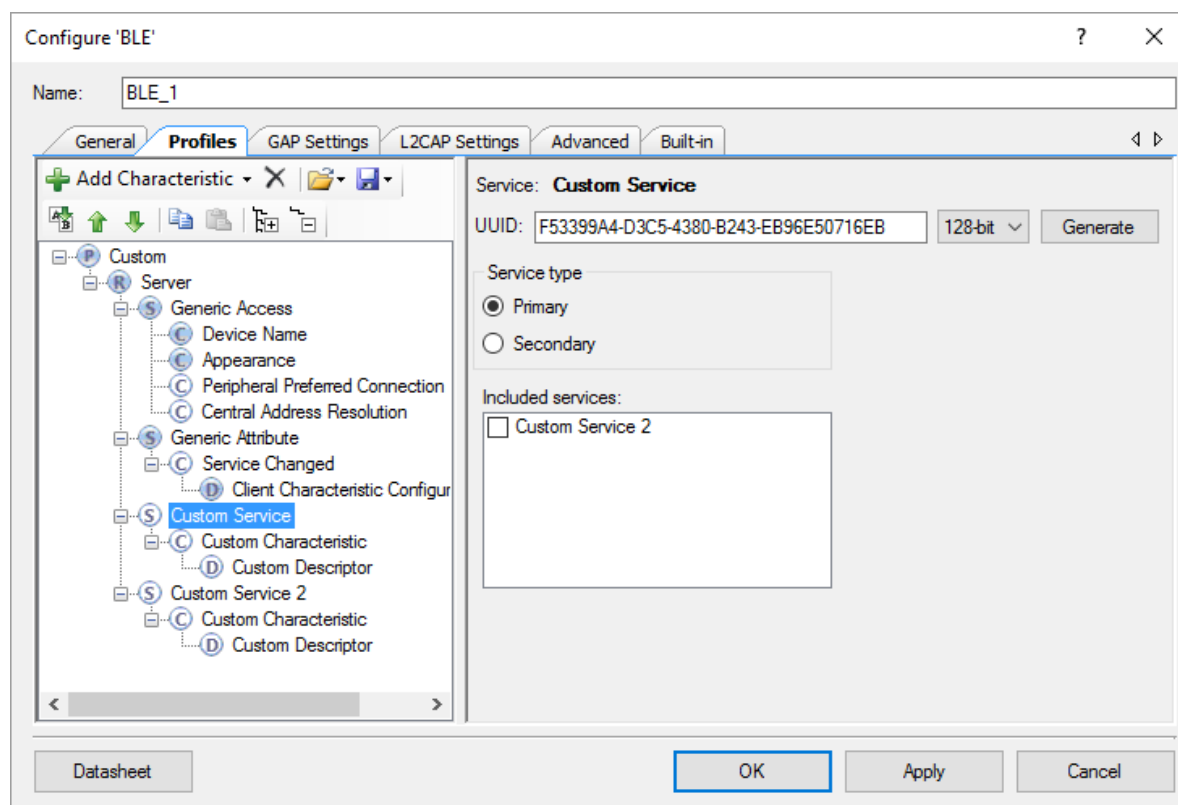 Configure 'BLE'
?
Name: BLE_1
General Profiles GAP Settings L2CAP Settings Advanced Built-in
Add Characteristic
A B
P Custom
R Server
S Generic Access
C Device Name
C Appearance
C Peripheral Preferred Connection
C Central Address Resolution
S Generic Attribute
C Service Changed
D Client Characteristic Configur
S Custom Service
C Custom Characteristic
D Custom Descriptor
S Custom Service 2
C Custom Characteristic
D Custom Descriptor
Service: Custom Service
UUID: F53399A4-D3C5-4380-B243-EB96E50716EB 128-bit Generate
Service type
Primary
Secondary
Included services:
Custom Service 2
Datasheet OK Apply Cancel